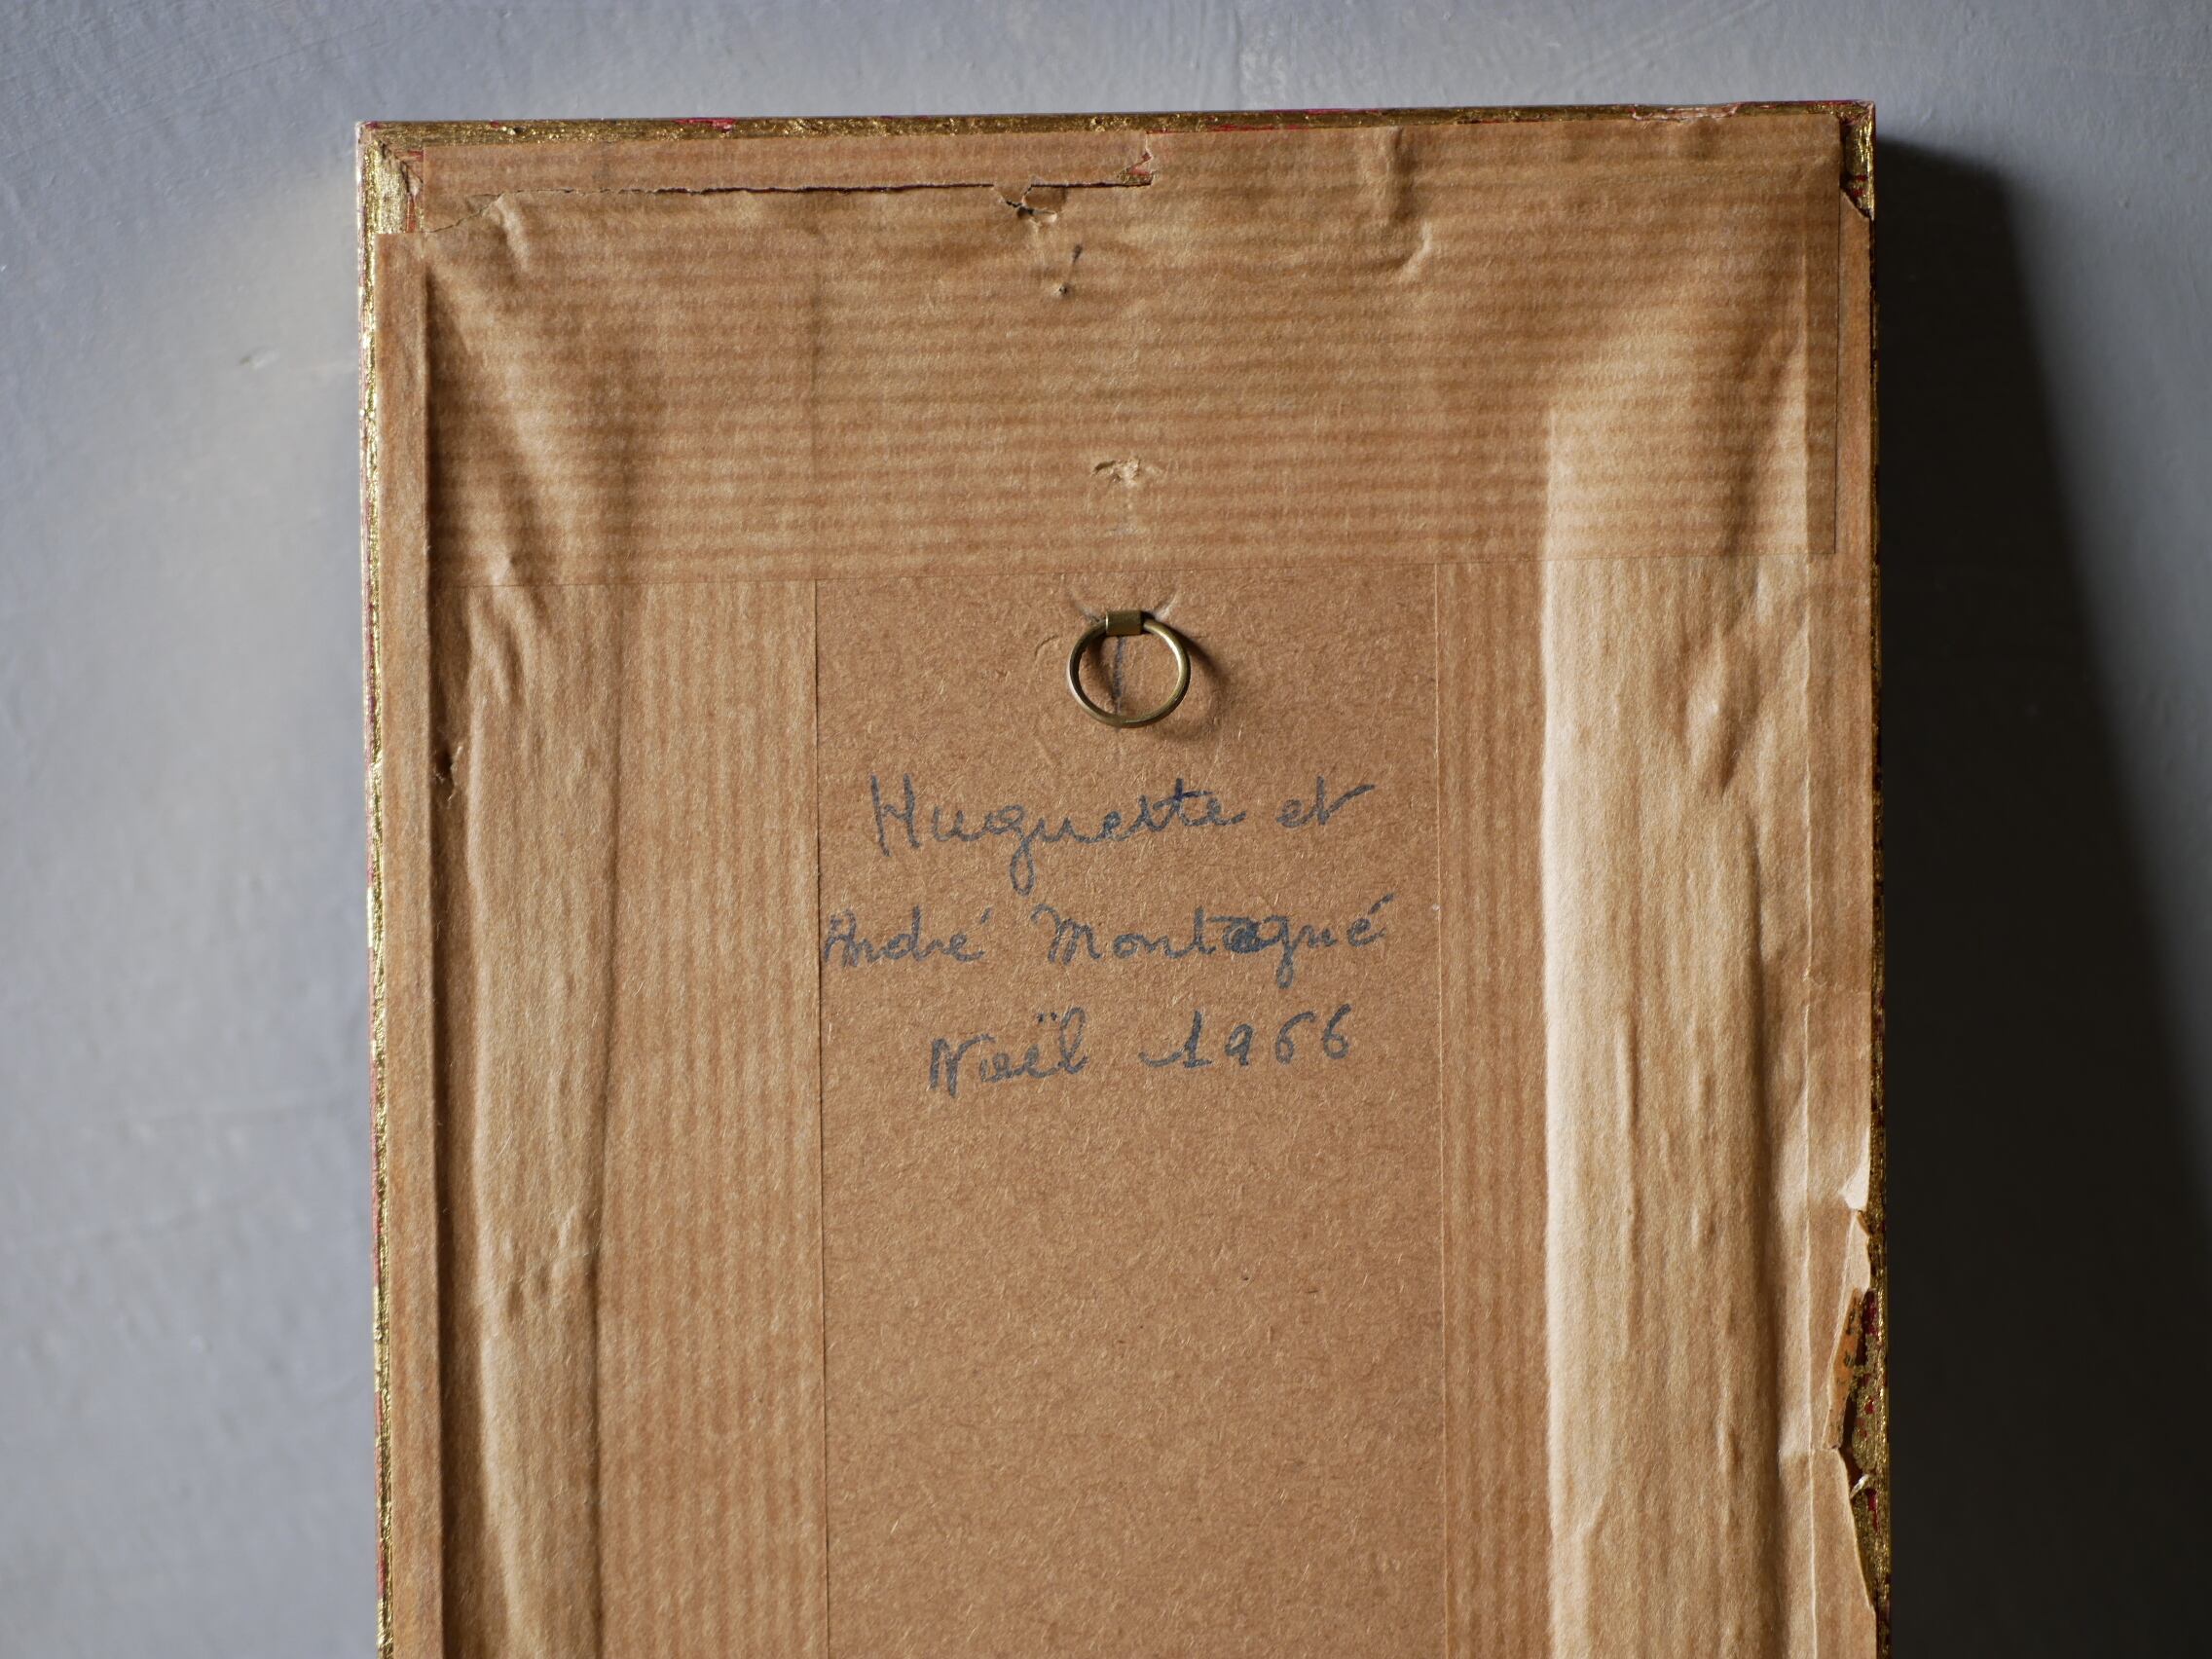 Huguette et
André Montagné
Noël 1966